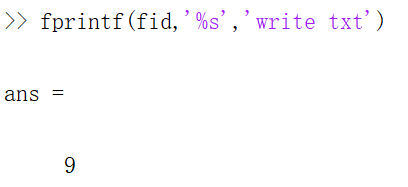 >> fprintf(fid,'%s','write txt')
ans =
9